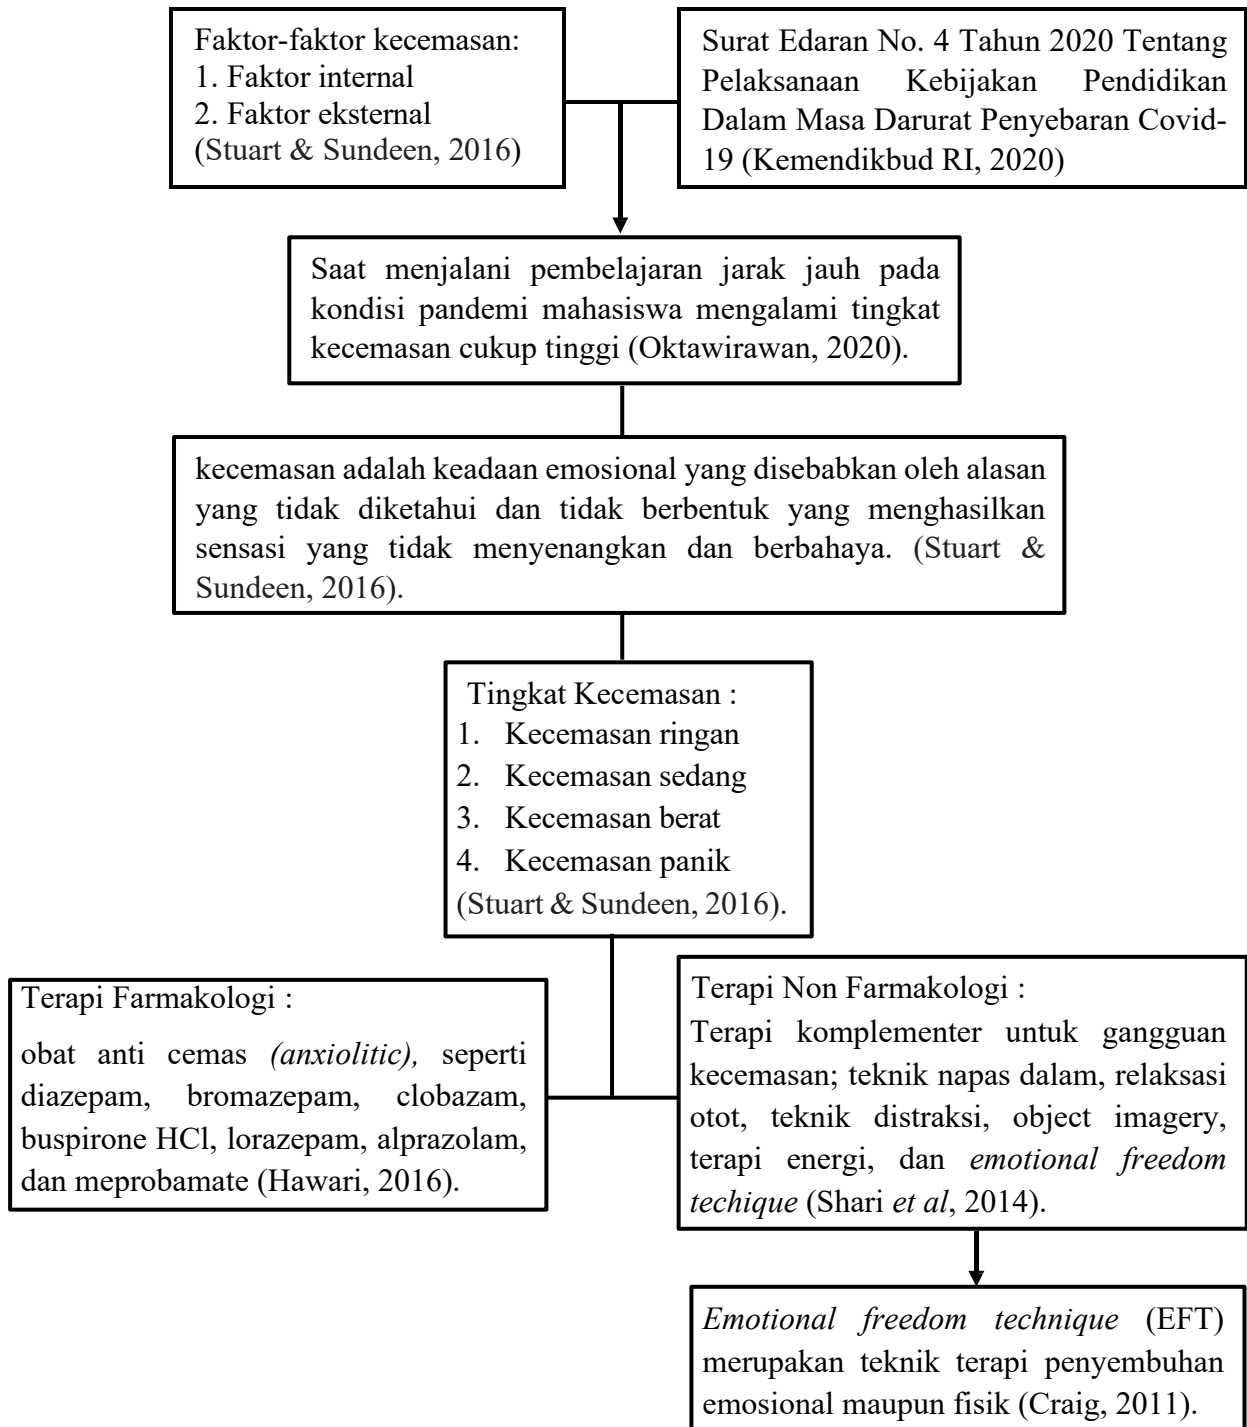 Faktor-faktor kecemasan:
1. Faktor internal
2. Faktor eksternal
(Stuart & Sundeen, 2016)
Surat Edaran No. 4 Tahun 2020 Tentang
Pelaksanaan Kebijakan Pendidikan
Dalam Masa Darurat Penyebaran Covid-
19 (Kemendikbud RI, 2020)
Saat menjalani pembelajaran jarak jauh pada
kondisi pandemi mahasiswa mengalami tingkat
kecemasan cukup tinggi (Oktawirawan, 2020).
kecemasan adalah keadaan emosional yang disebabkan oleh alasan
yang tidak diketahui dan tidak berbentuk yang menghasilkan
sensasi yang tidak menyenangkan dan berbahaya. (Stuart &
Sundeen, 2016).
Tingkat Kecemasan :
1. Kecemasan ringan
2. Kecemasan sedang
3. Kecemasan berat
4. Kecemasan panik
(Stuart & Sundeen, 2016).
Terapi Farmakologi :
obat anti cemas (anxiolitic), seperti
diazepam, bromazepam, clobazam,
buspirone HCl, lorazepam, alprazolam,
dan meprobamate (Hawari, 2016).
Terapi Non Farmakologi :
Terapi komplementer untuk gangguan
kecemasan; teknik napas dalam, relaksasi
otot, teknik distraksi, object imagery,
terapi energi, dan emotional freedom
techique (Shari et al, 2014).
Emotional freedom technique (EFT)
merupakan teknik terapi penyembuhan
emosional maupun fisik (Craig, 2011).